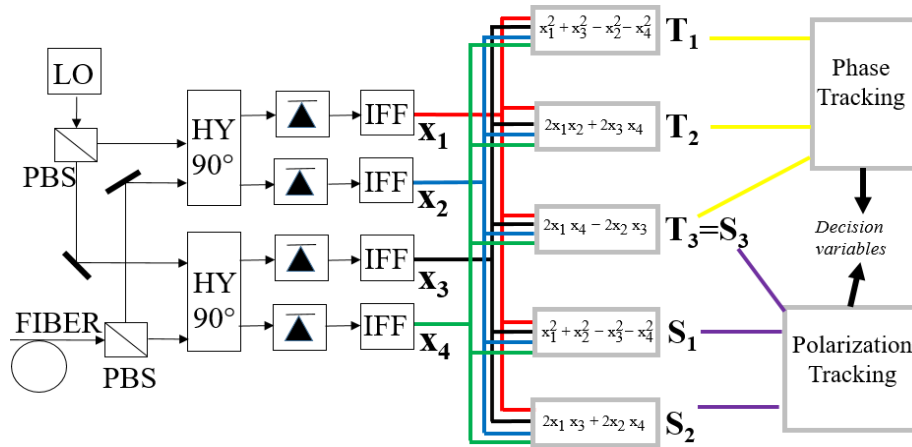 LO
PBS
HY
90°
IFF
x₁
IFF
x₂
HY
90°
IFF
x₃
IFF
x₄
FIBER
PBS
x₁² + x₃² − x₂² − x₄²
T₁
2x₁x₂ + 2x₃ x₄
T₂
2x₁ x₄ − 2x₂ x₃
T₃=S₃
x₁² + x₂² − x₃² − x₄²
S₁
2x₁ x₃ + 2x₂ x₄
S₂
Phase
Tracking
Decision
variables
Polarization
Tracking